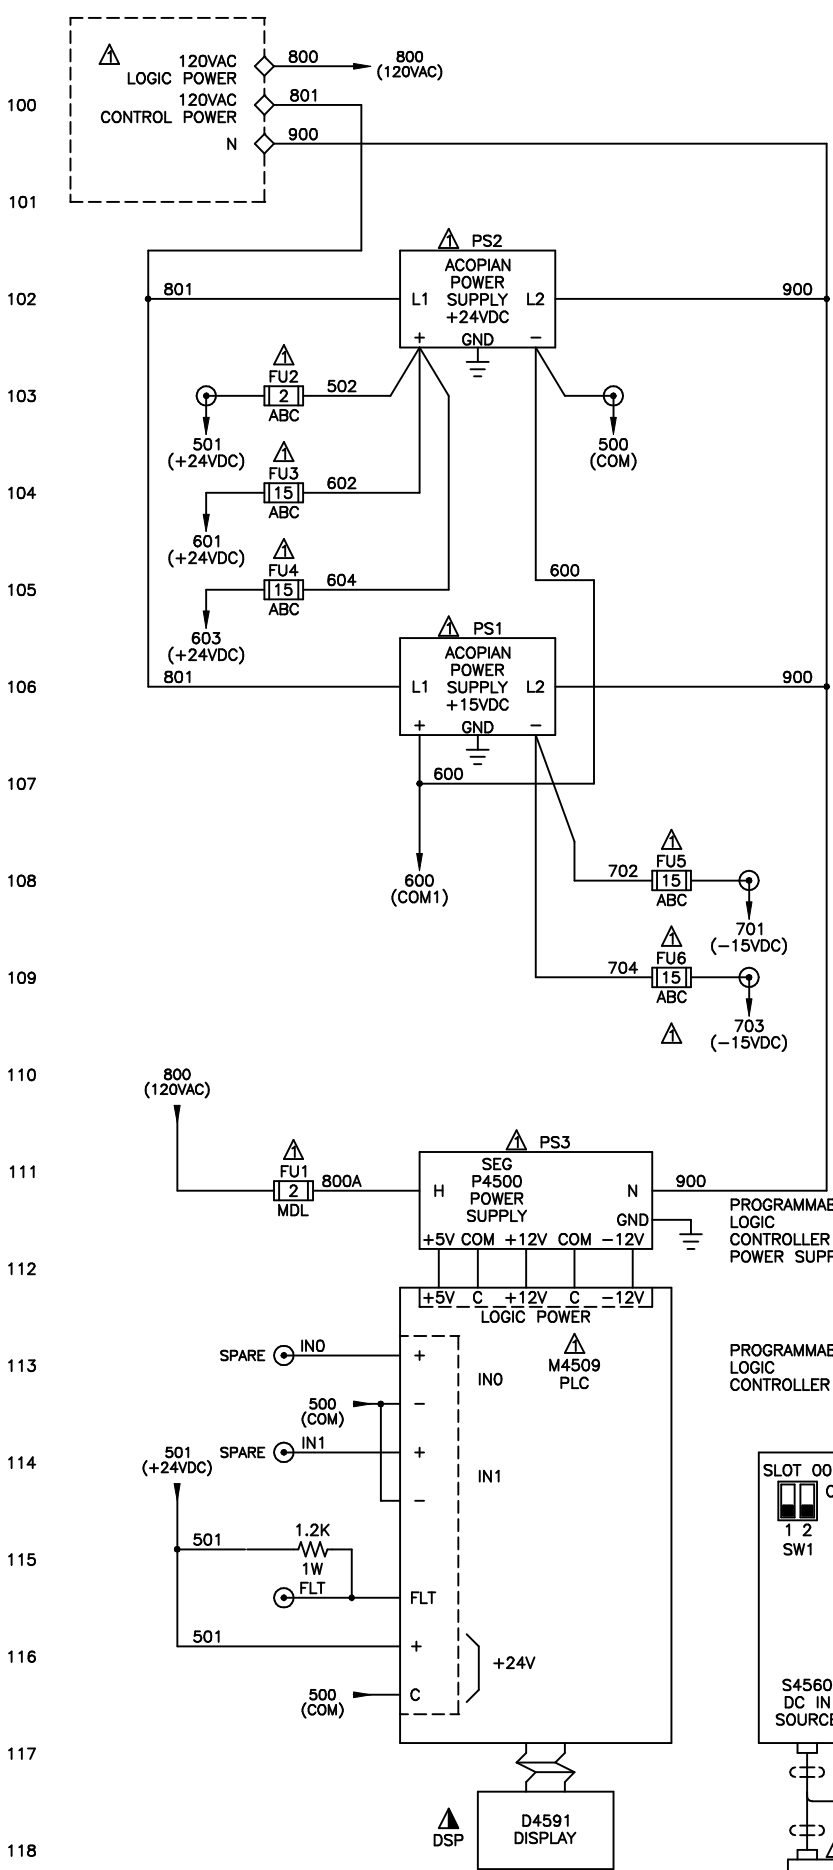 1
120VAC 800 800
LOGIC POWER (120VAC)
100 120VAC 801
CONTROL POWER
N 900
101
1 PS2
ACOPIAN
POWER
102 801 L1 SUPPLY L2 900
+24VDC
+ GND −
1
FU2
103 2 502
ABC
501 500
(+24VDC) (COM)
1
FU3
104 15 602
ABC
601
(+24VDC)
1
FU4 600
105 15 604
ABC
603
(+24VDC)
1 PS1
ACOPIAN
POWER
106 801 L1 SUPPLY L2 900
+15VDC
+ GND −
107 600
1
FU5
108 600 702 15
(COM1) ABC
701
(−15VDC)
1
FU6
109 704 15
ABC
1 703
(−15VDC)
110 800
(120VAC)
1 PS3
1 SEG
111 FU1 P4500
2 800A H POWER N 900
MDL SUPPLY
GND
+5V COM +12V COM −12V
PROGRAMMAB
LOGIC
CONTROLLER
POWER SUPP
112
+5V C +12V C −12V
LOGIC POWER
1
M4509
PLC
113 SPARE IN0 + IN0
PROGRAMMAB
LOGIC
CONTROLLER
500 −
(COM)
114 501 SPARE IN1 + IN1
(+24VDC)
−
SLOT 00
1 2
SW1
115 501 1.2K
1W
FLT FLT
116 501 + +24V
500 C
(COM)
S4560
DC IN
SOURCE
117
1
DSP
D4591
DISPLAY
118